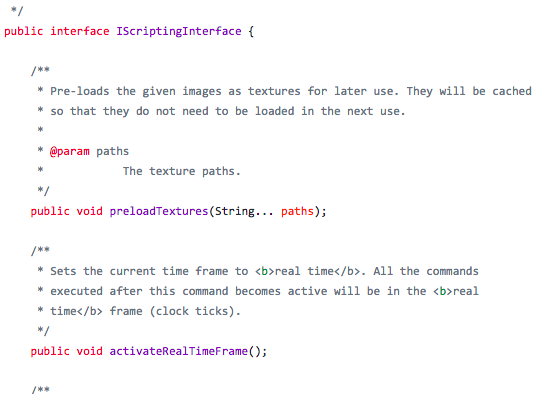 */
public interface IScriptingInterface {
    /**
     * Pre-loads the given images as textures for later use. They will be cached
     * so that they do not need to be loaded in the next use.
     *
     * @param paths
     *            The texture paths.
     */
    public void preloadTextures(String... paths);
    /**
     * Sets the current time frame to <b>real time</b>. All the commands
     * executed after this command becomes active will be in the <b>real
     * time</b> frame (clock ticks).
     */
    public void activateRealTimeFrame();
    /**